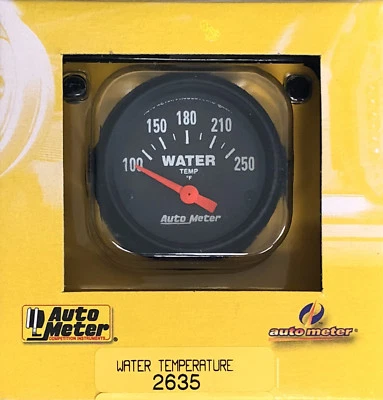 100 150 180 210 250
WATER
TEMP
°F
Auto Meter
Auto
Meter®
COMPETITION INSTRUMENTS
auto meter®
WATER TEMPERATURE
2635